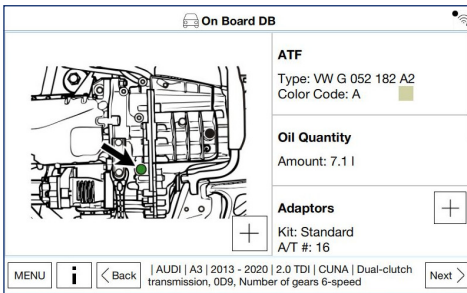 On Board DB
ATF
Type: VW G 052 182 A2
Color Code: A
Oil Quantity
Amount: 7.1 l
Adaptors
Kit: Standard
A/T #: 16
MENU
i
Back
| AUDI | A3 | 2013 - 2020 | 2.0 TDI | CUNA | Dual-clutch
transmission, 0D9, Number of gears 6-speed
Next